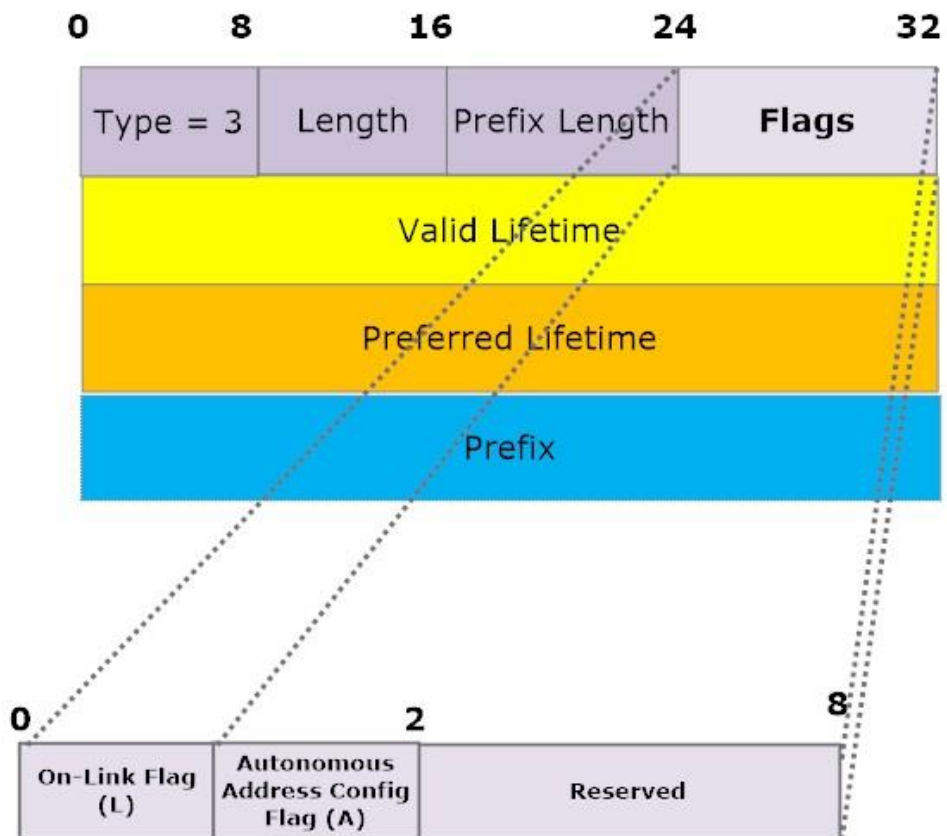 0 8 16 24 32
Type = 3 Length Prefix Length Flags
Valid Lifetime
Preferred Lifetime
Prefix
0 2 8
On-Link Flag
(L)
Autonomous
Address Config
Flag (A)
Reserved